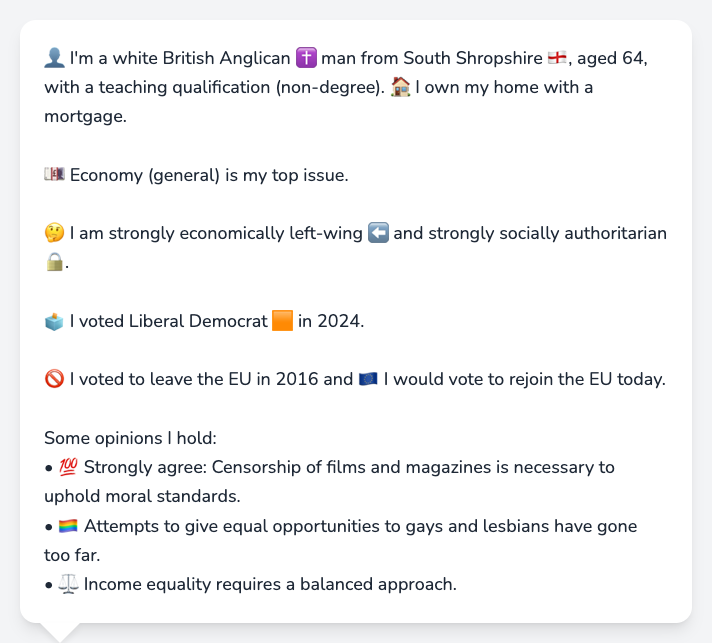 👤 I'm a white British Anglican ✝️ man from South Shropshire 🏴󠁧󠁢󠁥󠁮󠁧󠁿, aged 64,
with a teaching qualification (non-degree). 🏠 I own my home with a
mortgage.
💷 Economy (general) is my top issue.
🤔 I am strongly economically left-wing ⬅️ and strongly socially authoritarian
🔒.
🗳️ I voted Liberal Democrat 🟧 in 2024.
🚫 I voted to leave the EU in 2016 and 🇪🇺 I would vote to rejoin the EU today.
Some opinions I hold:
• 💯 Strongly agree: Censorship of films and magazines is necessary to
uphold moral standards.
• 🏳️‍🌈 Attempts to give equal opportunities to gays and lesbians have gone
too far.
• ⚖️ Income equality requires a balanced approach.